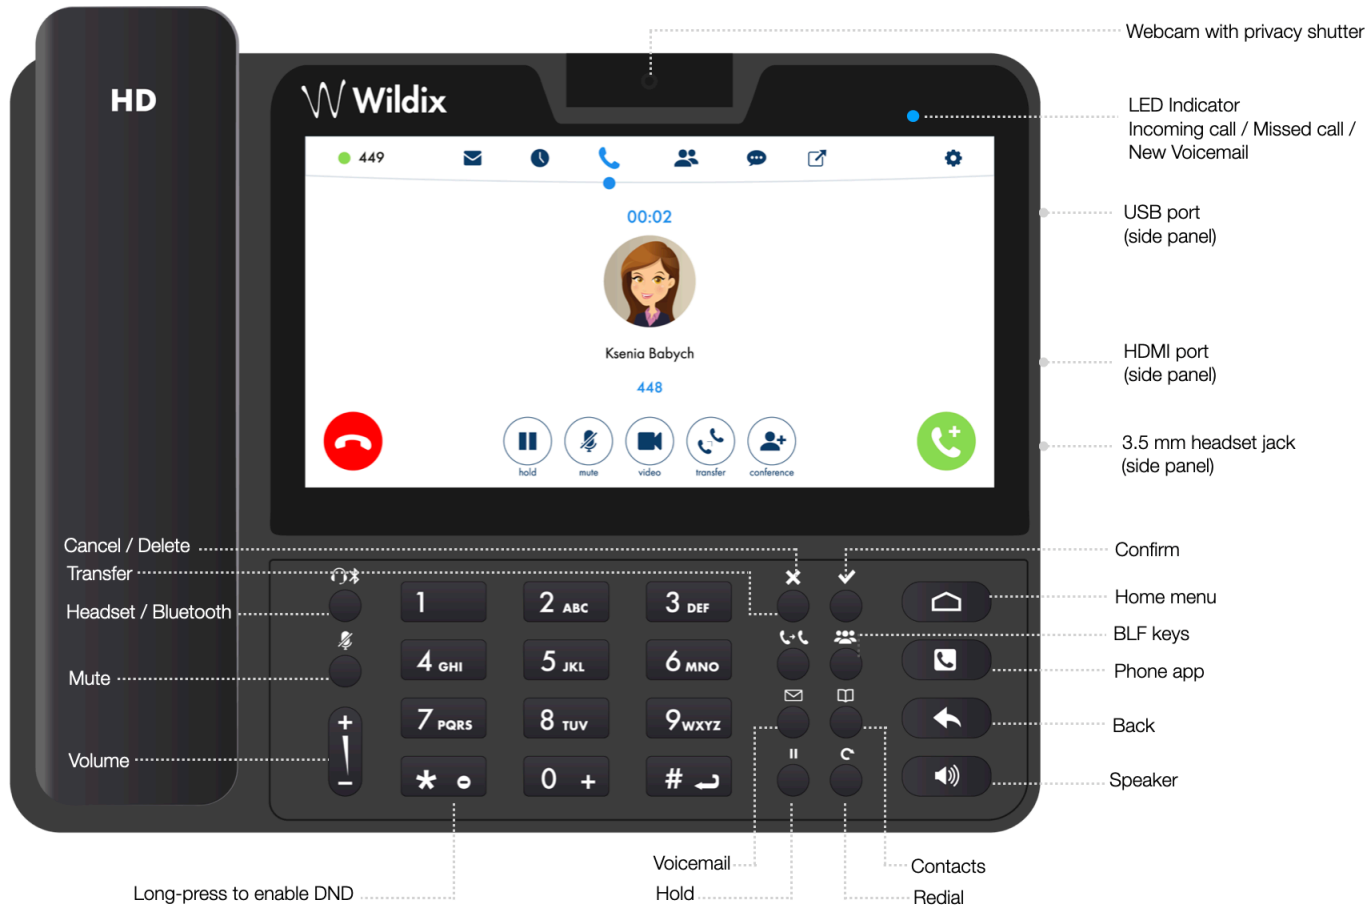 Webcam with privacy shutter
HD
Wildix
LED Indicator
Incoming call / Missed call /
New Voicemail
449
USB port
(side panel)
00:02
Ksenia Babych
448
HDMI port
(side panel)
3.5 mm headset jack
(side panel)
hold
mute
video
transfer
conference
Cancel / Delete
Transfer
Headset / Bluetooth
Mute
Volume
1
2 ABC
3 DEF
4 GHI
5 JKL
6 MNO
7 PQRS
8 TUV
9 WXYZ
*
0 +
#
+
−
Confirm
Home menu
BLF keys
Phone app
Back
Speaker
Voicemail
Hold
Contacts
Redial
Long-press to enable DND